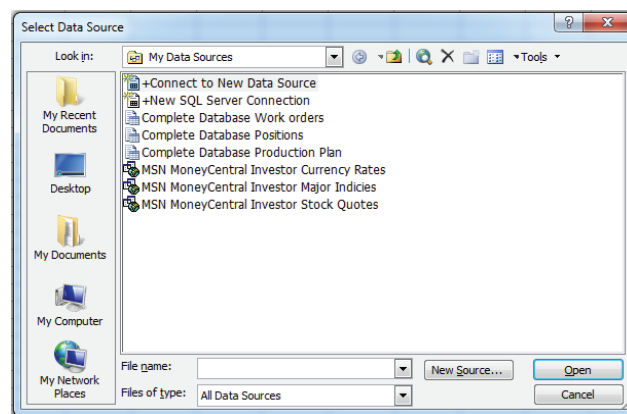 Select Data Source
Look in:
My Data Sources
Tools
+Connect to New Data Source
+New SQL Server Connection
Complete Database Work orders
Complete Database Positions
Complete Database Production Plan
MSN MoneyCentral Investor Currency Rates
MSN MoneyCentral Investor Major Indicies
MSN MoneyCentral Investor Stock Quotes
My Recent
Documents
Desktop
My Documents
My Computer
My Network
Places
File name:
New Source...
Open
Files of type:
All Data Sources
Cancel